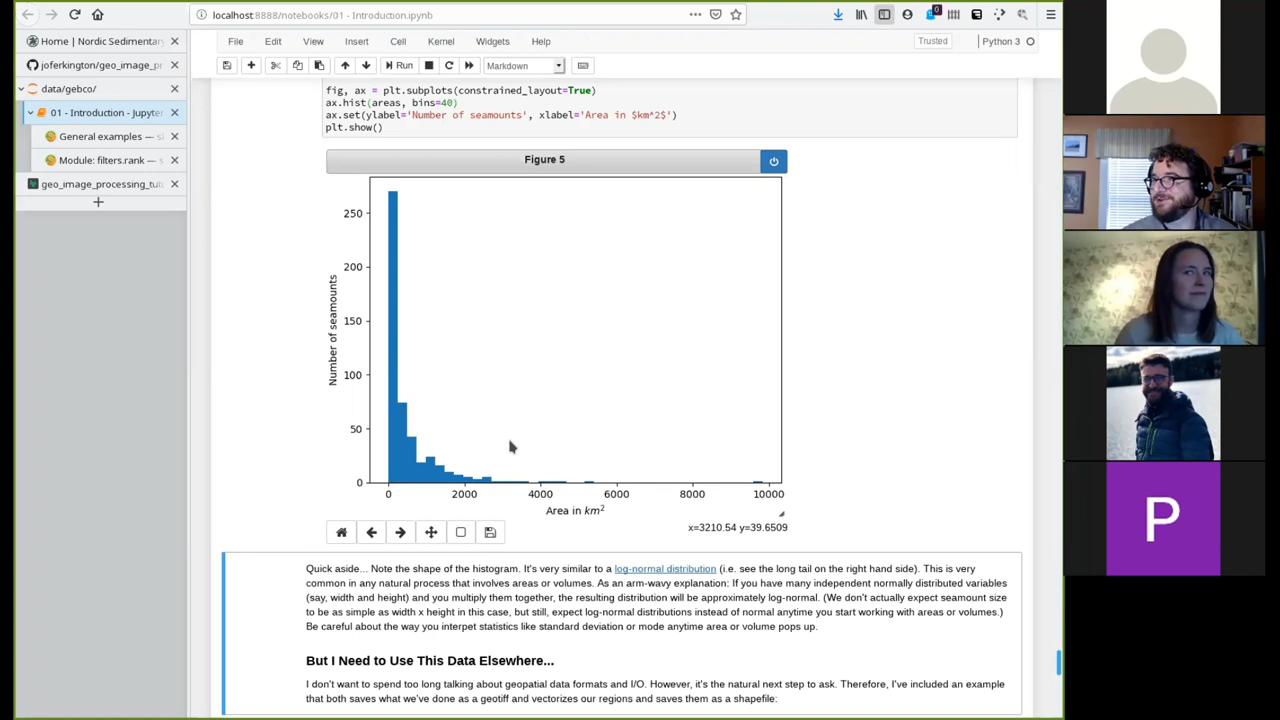 localhost:8888/notebooks/01 - Introduction.ipynb
Home | Nordic Sedimentary
joferkington/geo_image_pr
data/gebco/
01 - Introduction - Jupyter
General examples — s
Module: filters.rank — s
geo_image_processing_tut
File Edit View Insert Cell Kernel Widgets Help
Trusted Python 3
Run Markdown
fig, ax = plt.subplots(constrained_layout=True)
ax.hist(areas, bins=40)
ax.set(ylabel='Number of seamounts', xlabel='Area in $km^2$')
plt.show()
Figure 5
Number of seamounts
250
200
150
100
50
0
0 2000 4000 6000 8000 10000
Area in km²
x=3210.54 y=39.6509
Quick aside... Note the shape of the histogram. It's very similar to a log-normal distribution (i.e. see the long tail on the right hand side). This is very
common in any natural process that involves areas or volumes. As an arm-wavy explanation: If you have many independent normally distributed variables
(say, width and height) and you multiply them together, the resulting distribution will be approximately log-normal. (We don't actually expect seamount size
to be as simple as width x height in this case, but still, expect log-normal distributions instead of normal anytime you start working with areas or volumes.)
Be careful about the way you interpet statistics like standard deviation or mode anytime area or volume pops up.
But I Need to Use This Data Elsewhere...
I don't want to spend too long talking about geospatial data formats and I/O. However, it's the natural next step to ask. Therefore, I've included an example
that both saves what we've done as a geotiff and vectorizes our regions and saves them as a shapefile:
P